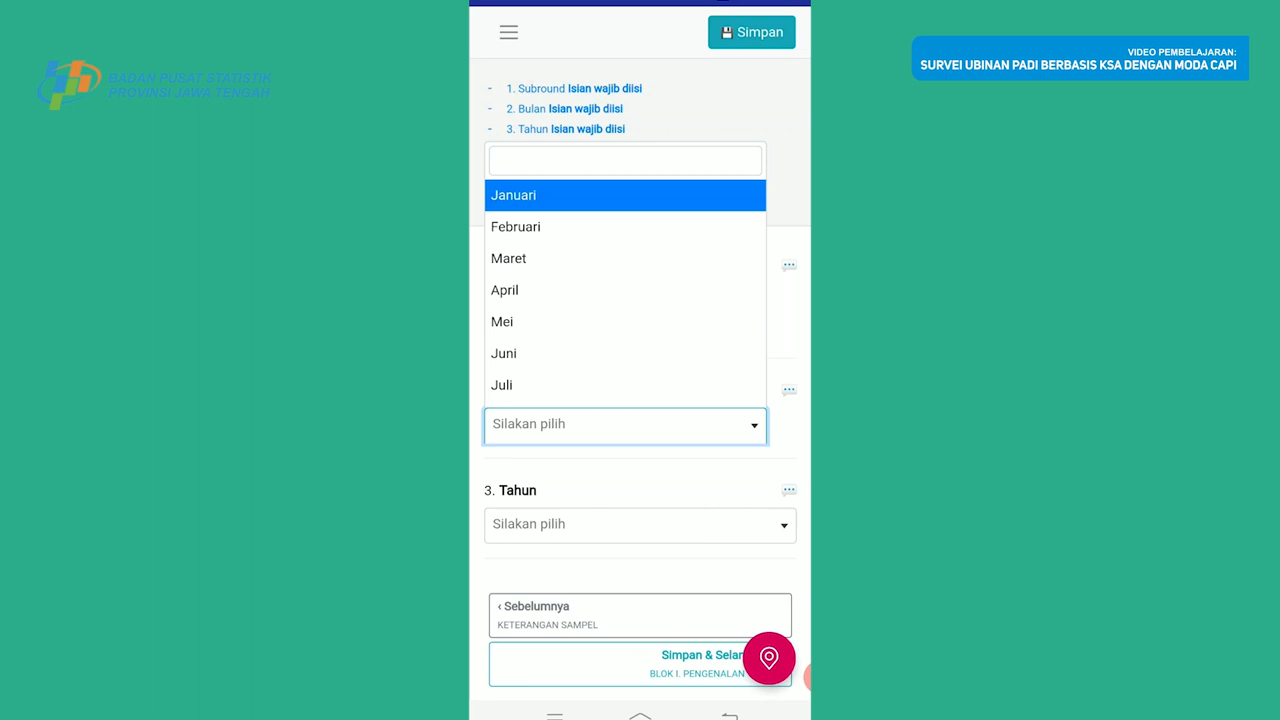 BADAN PUSAT STATISTIK
PROVINSI JAWA TENGAH
VIDEO PEMBELAJARAN:
SURVEI UBINAN PADI BERBASIS KSA DENGAN MODA CAPI
Simpan
- 1. Subround Isian wajib diisi
- 2. Bulan Isian wajib diisi
- 3. Tahun Isian wajib diisi
Januari
Februari
Maret
April
Mei
Juni
Juli
Silakan pilih
3. Tahun
Silakan pilih
‹ Sebelumnya
KETERANGAN SAMPEL
Simpan &
BLOK I. PENGENALAN